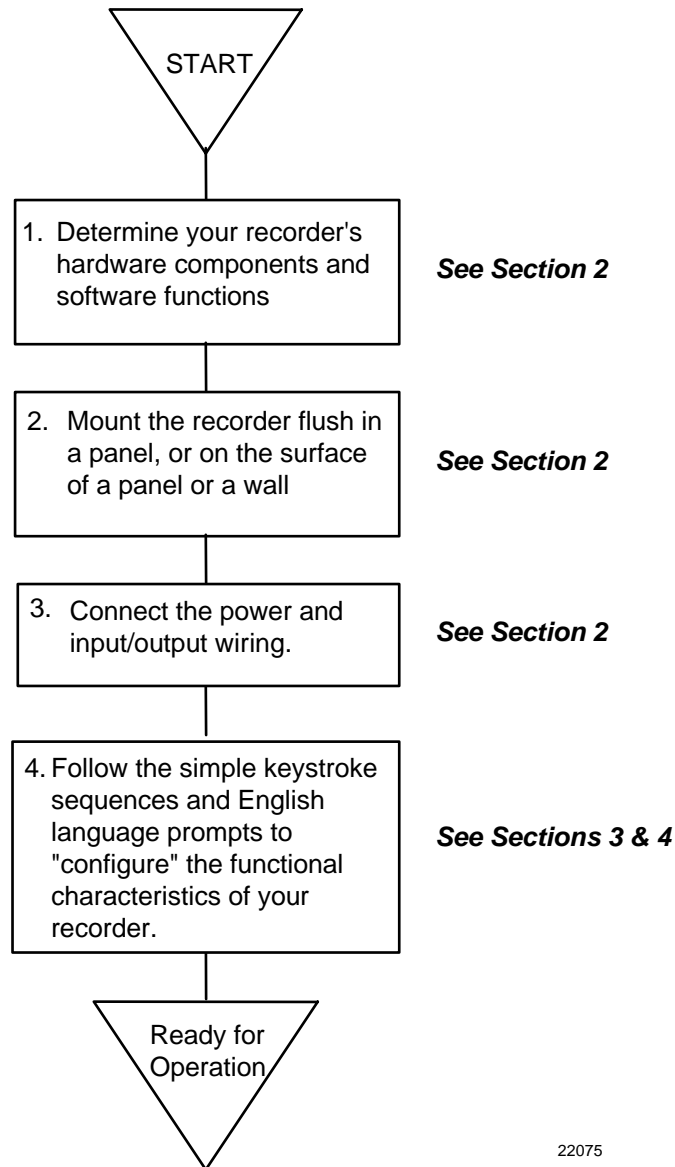 START
1. Determine your recorder's
hardware components and
software functions
See Section 2
2. Mount the recorder flush in
a panel, or on the surface
of a panel or a wall
See Section 2
3. Connect the power and
input/output wiring.
See Section 2
4. Follow the simple keystroke
sequences and English
language prompts to
"configure" the functional
characteristics of your
recorder.
See Sections 3 & 4
Ready for
Operation
22075